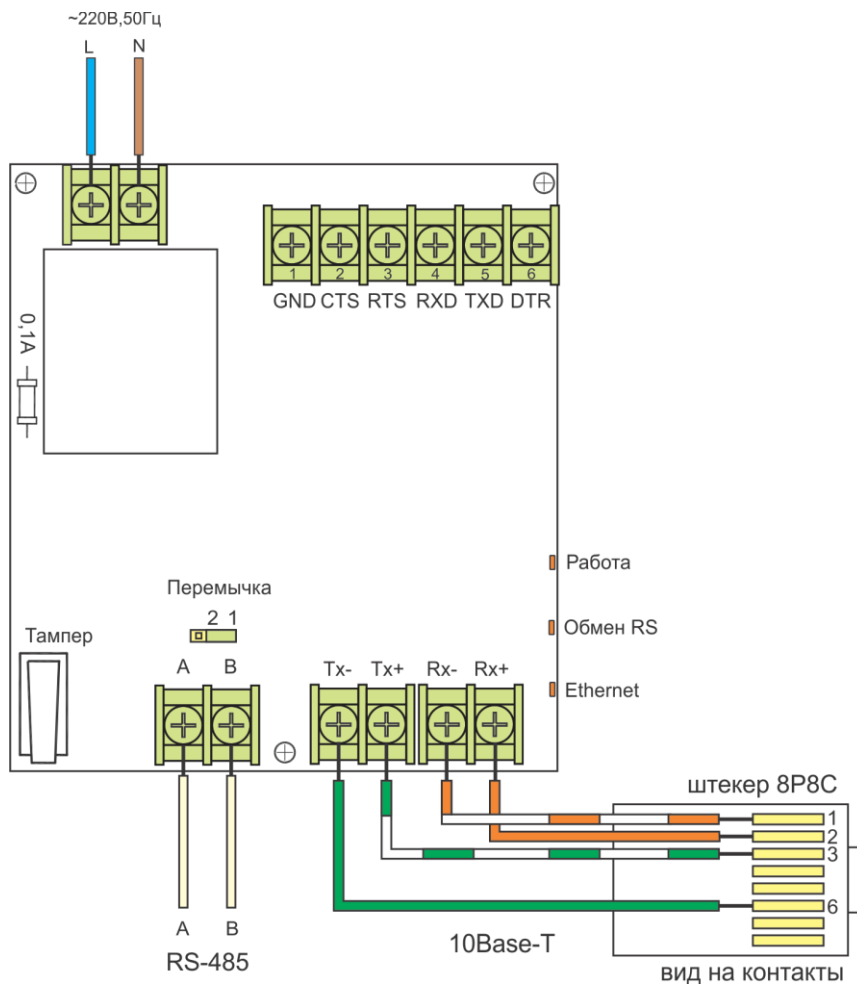 ~220В,50Гц
L N
1 2 3 4 5 6
GND CTS RTS RXD TXD DTR
0,1А
Работа
Перемычка
2 1
Обмен RS
Тампер
A B
Tx- Tx+ Rx- Rx+
Ethernet
штекер 8P8C
1
2
3
6
A B
10Base-T
RS-485
вид на контакты